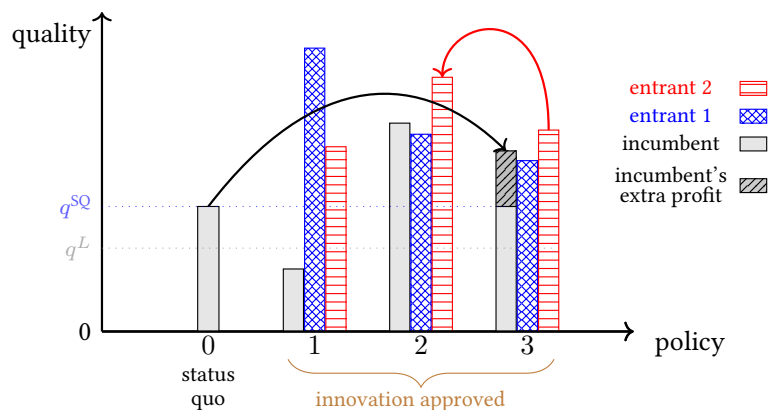 quality
entrant 2
entrant 1
incumbent
incumbent's
extra profit
q^SQ
q^L
0
0 1 2 3
policy
status
quo
innovation approved